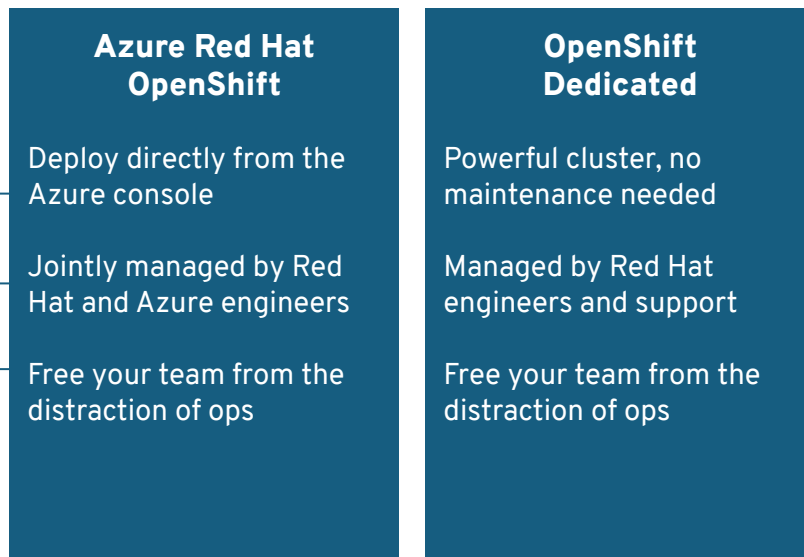 Azure Red Hat
OpenShift
Deploy directly from the
Azure console
Jointly managed by Red
Hat and Azure engineers
Free your team from the
distraction of ops
OpenShift
Dedicated
Powerful cluster, no
maintenance needed
Managed by Red Hat
engineers and support
Free your team from the
distraction of ops